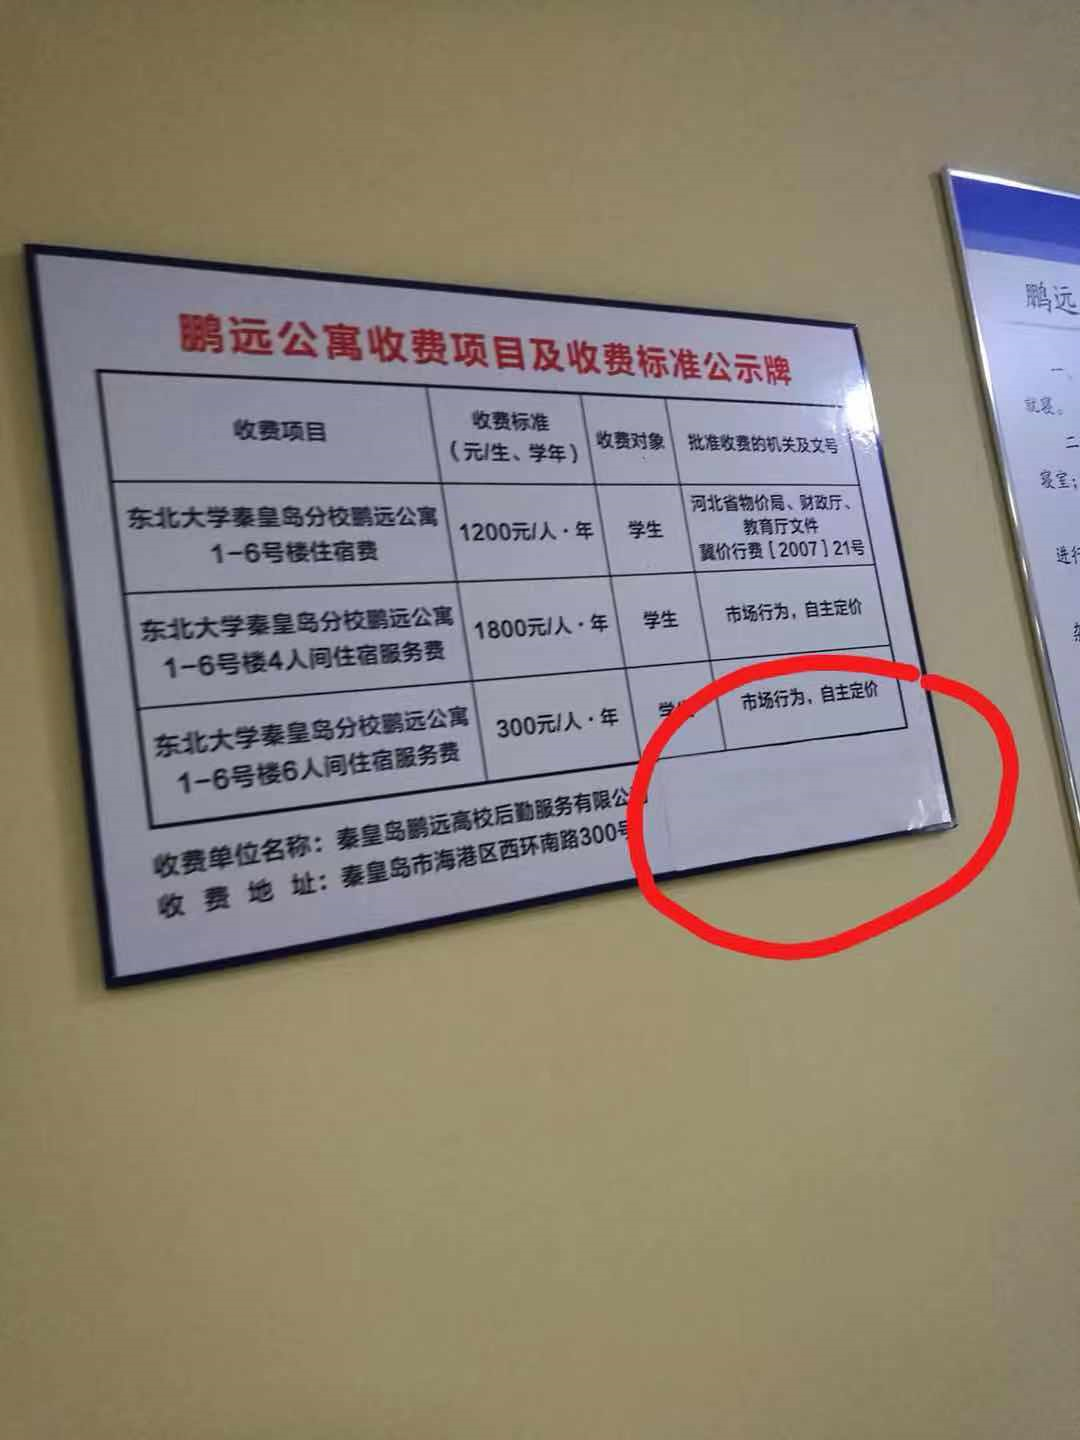 鹏远公寓收费项目及收费标准公示牌
收费项目
收费标准
（元/生、学年）
收费对象
批准收费的机关及文号
东北大学秦皇岛分校鹏远公寓
1-6号楼住宿费
1200元/人·年
学生
河北省物价局、财政厅、
教育厅文件
冀价行费［2007］21号
东北大学秦皇岛分校鹏远公寓
1-6号楼4人间住宿服务费
1800元/人·年
学生
市场行为，自主定价
东北大学秦皇岛分校鹏远公寓
1-6号楼6人间住宿服务费
300元/人·年
学生
市场行为，自主定价
收费单位名称：秦皇岛鹏远高校后勤服务有限公司
收费地址：秦皇岛市海港区西环南路300号
鹏远
一、
就寝。
二
寝室；
进行